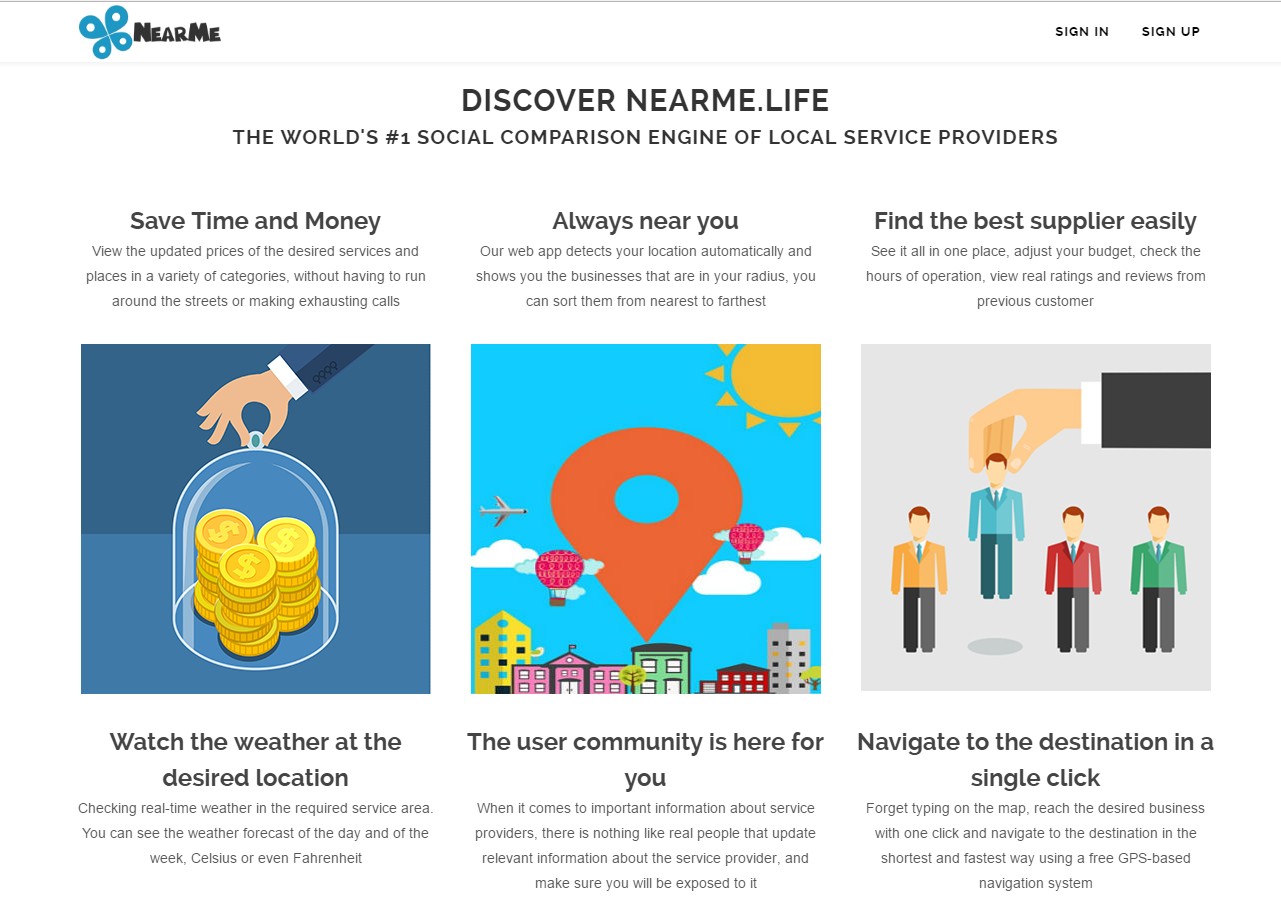 NearMe
SIGN IN
SIGN UP
DISCOVER NEARME.LIFE
THE WORLD'S #1 SOCIAL COMPARISON ENGINE OF LOCAL SERVICE PROVIDERS
Save Time and Money
View the updated prices of the desired services and
places in a variety of categories, without having to run
around the streets or making exhausting calls
Always near you
Our web app detects your location automatically and
shows you the businesses that are in your radius, you
can sort them from nearest to farthest
Find the best supplier easily
See it all in one place, adjust your budget, check the
hours of operation, view real ratings and reviews from
previous customer
$
$
$
Watch the weather at the
desired location
Checking real-time weather in the required service area.
You can see the weather forecast of the day and of the
week, Celsius or even Fahrenheit
The user community is here for
you
When it comes to important information about service
providers, there is nothing like real people that update
relevant information about the service provider, and
make sure you will be exposed to it
Navigate to the destination in a
single click
Forget typing on the map, reach the desired business
with one click and navigate to the destination in the
shortest and fastest way using a free GPS-based
navigation system